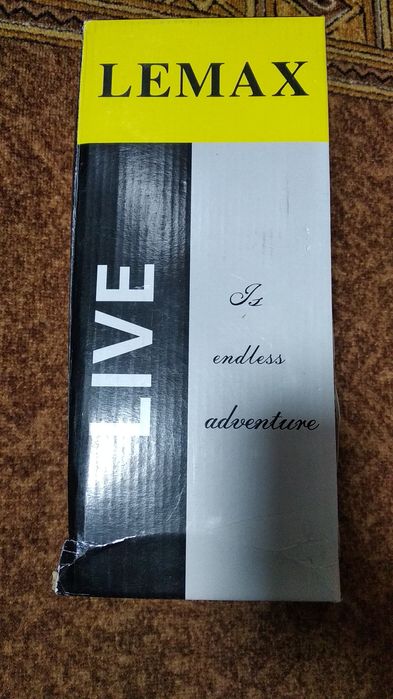 LEMAX
LIVE
Is
endless
adventure